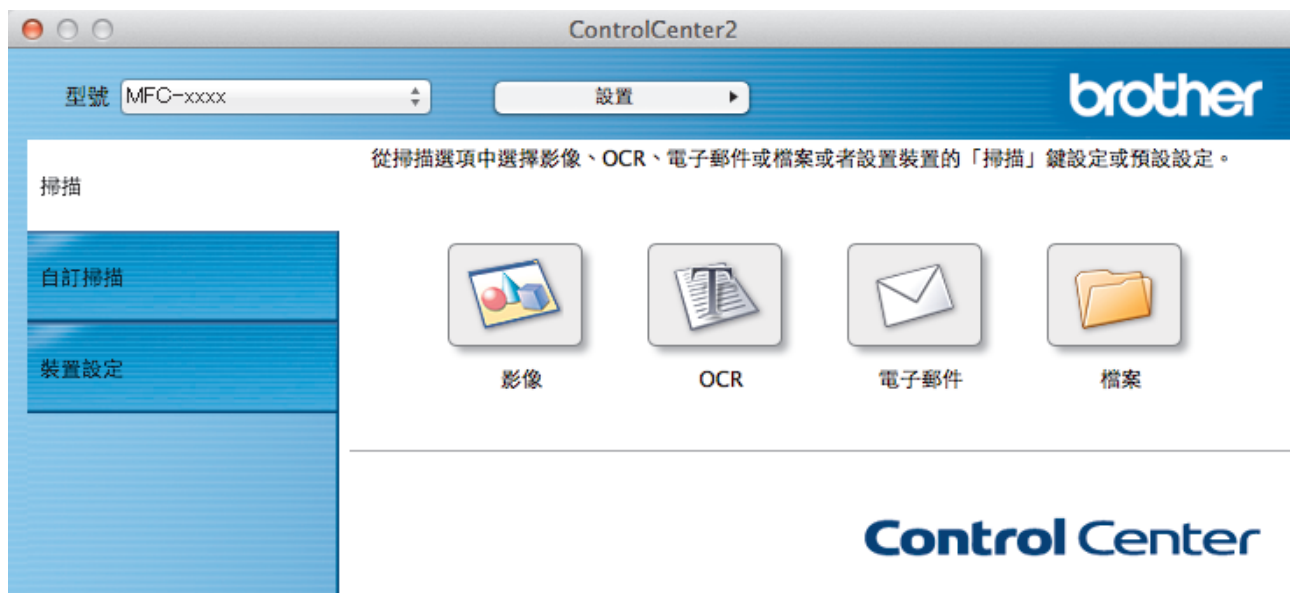 ControlCenter2
型號 MFC-xxxx 設置 brother
從掃描選項中選擇影像、OCR、電子郵件或檔案或者設置裝置的「掃描」鍵設定或預設設定。
掃描
自訂掃描
裝置設定
影像 OCR 電子郵件 檔案
Control Center